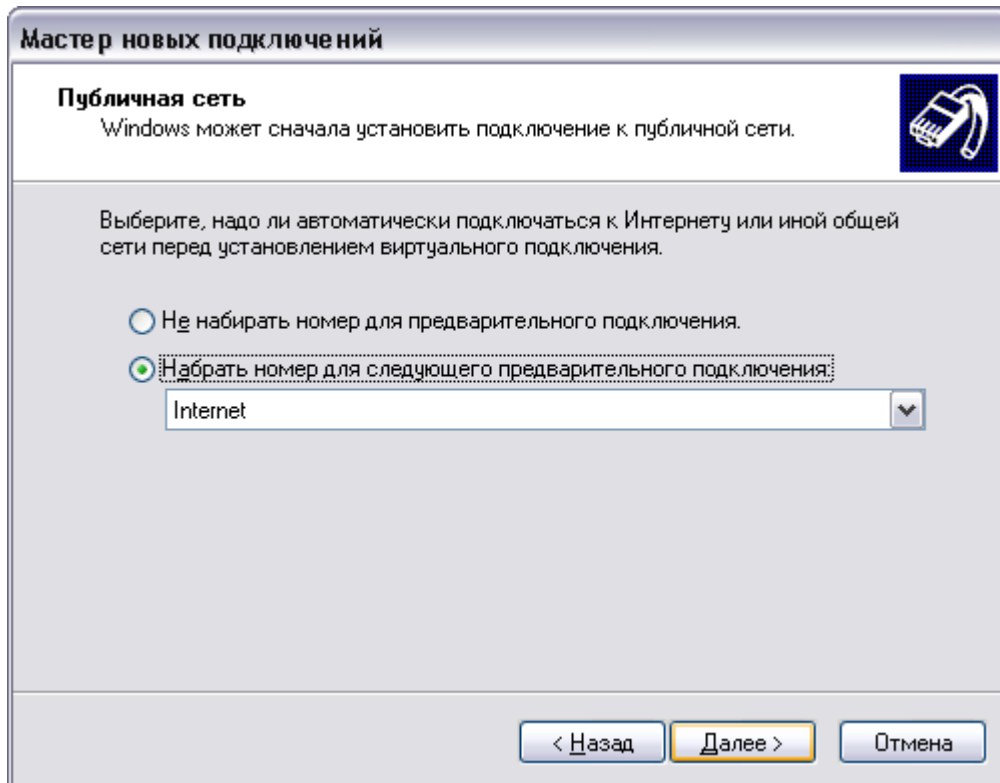 Мастер новых подключений
Публичная сеть
Windows может сначала установить подключение к публичной сети.
Выберите, надо ли автоматически подключаться к Интернету или иной общей
сети перед установлением виртуального подключения.
Не набирать номер для предварительного подключения.
Набрать номер для следующего предварительного подключения:
Internet
< Назад
Далее >
Отмена